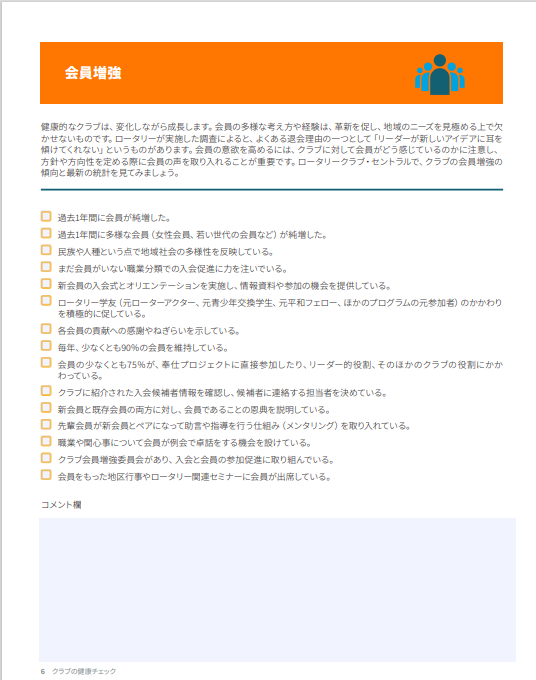 会員増強
健康的なクラブは、変化しながら成長します。会員の多様な考え方や経験は、革新を促し、地域のニーズを見極める上で欠
かせないものです。ロータリーが実施した調査によると、よくある退会理由の一つとして「リーダーが新しいアイデアに耳を
傾けてくれない」というものがあります。会員の意欲を高めるには、クラブに対して会員がどう感じているのかに注意し、
方針や方向性を定める際に会員の声を取り入れることが重要です。ロータリークラブ・セントラルで、クラブの会員増強の
傾向と最新の統計を見てみましょう。
過去1年間に会員が純増した。
過去1年間に多様な会員（女性会員、若い世代の会員など）が純増した。
民族や人種という点で地域社会の多様性を反映している。
まだ会員がいない職業分類での入会促進に力を注いでいる。
新会員の入会式とオリエンテーションを実施し、情報資料や参加の機会を提供している。
ロータリー学友（元ローターアクター、元青少年交換学生、元平和フェロー、ほかのプログラムの元参加者）のかかわり
を積極的に促している。
各会員の貢献への感謝やねぎらいを示している。
毎年、少なくとも90％の会員を維持している。
会員の少なくとも75％が、奉仕プロジェクトに直接参加したり、リーダー的役割、そのほかのクラブの役割にかか
わっている。
クラブに紹介された入会候補者情報を確認し、候補者に連絡する担当者を決めている。
新会員と既存会員の両方に対し、会員であることの恩典を説明している。
先輩会員が新会員とペアになって助言や指導を行う仕組み（メンタリング）を取り入れている。
職業や関心事について会員が例会で卓話をする機会を設けている。
クラブ会員増強委員会があり、入会と会員の参加促進に取り組んでいる。
会員をもった地区行事やロータリー関連セミナーに会員が出席している。
コメント欄
6 クラブの健康チェック